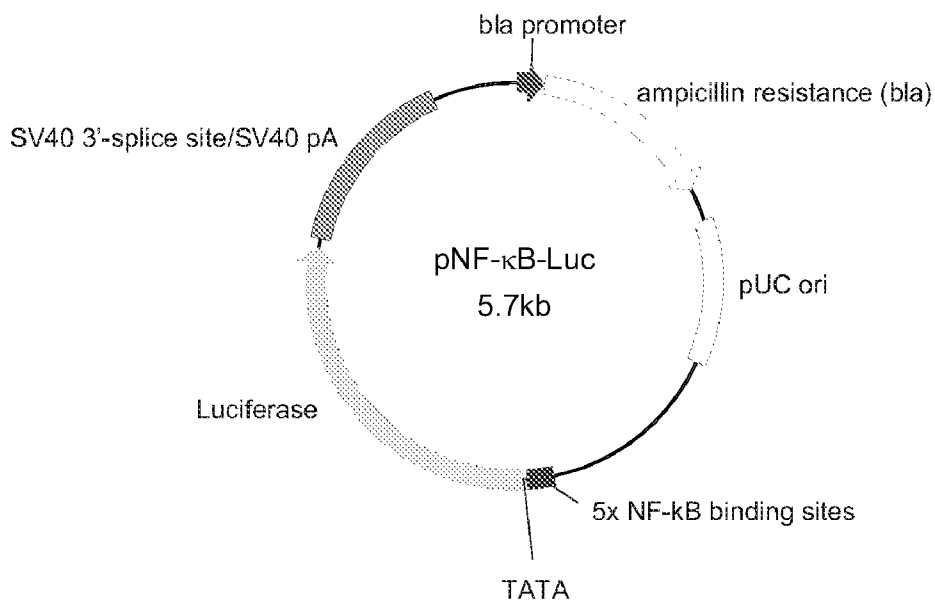 bla promoter
ampicillin resistance (bla)
SV40 3'-splice site/SV40 pA
pNF-κB-Luc
5.7kb
pUC ori
Luciferase
5x NF-kB binding sites
TATA